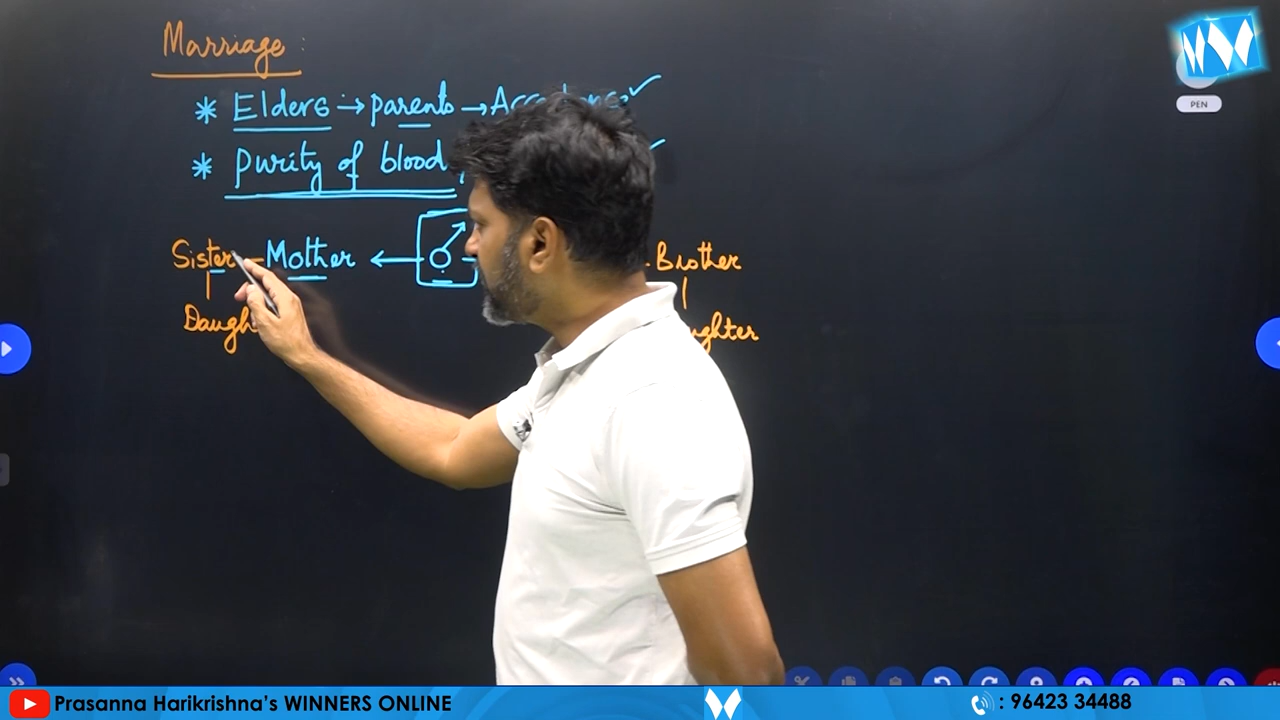 Marriage :
* Elders → parents →
* Purity of blood
Sister – Mother ← ♂ - Brother
PEN
Prasanna Harikrishna's WINNERS ONLINE
: 96423 34488